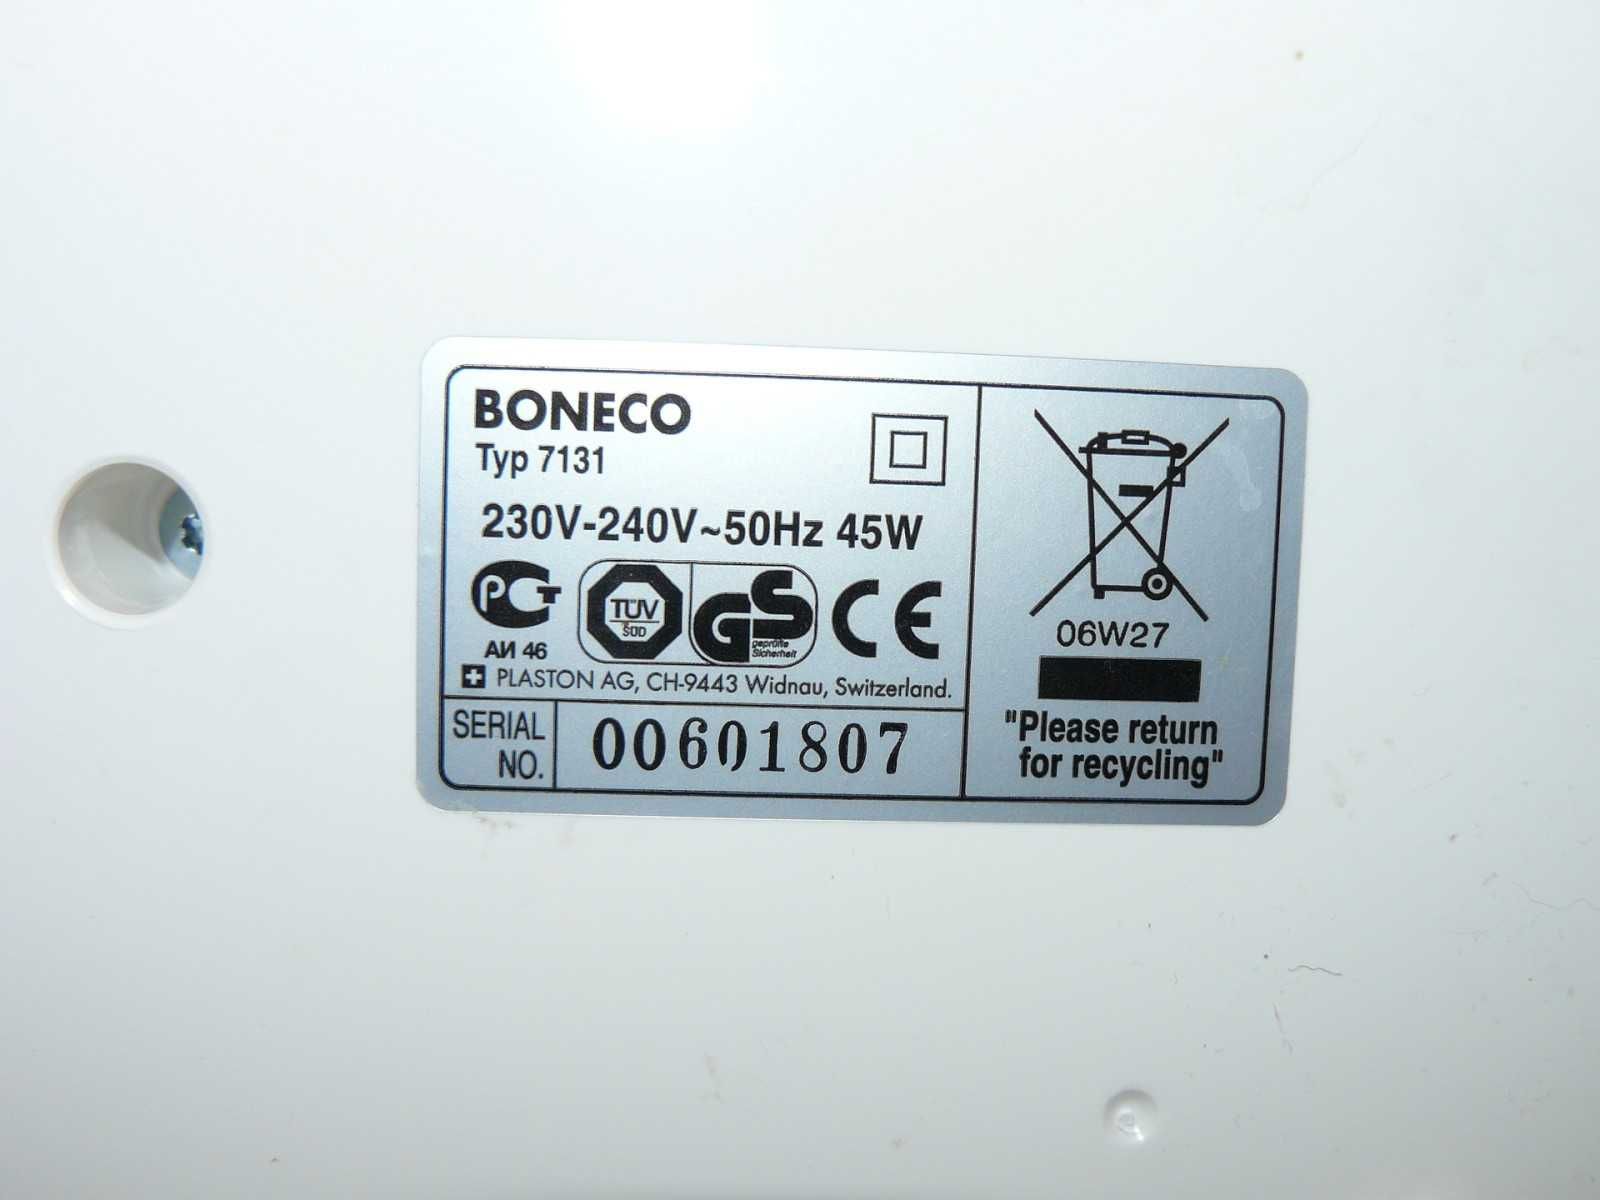 BONECO
Typ 7131
230V-240V~50Hz 45W
РСТ
АИ 46
TÜV
SÜD
GS
geprüfte
Sicherheit
CE
PLASTON AG, CH-9443 Widnau, Switzerland.
SERIAL
NO.
00601807
06W27
"Please return
for recycling"